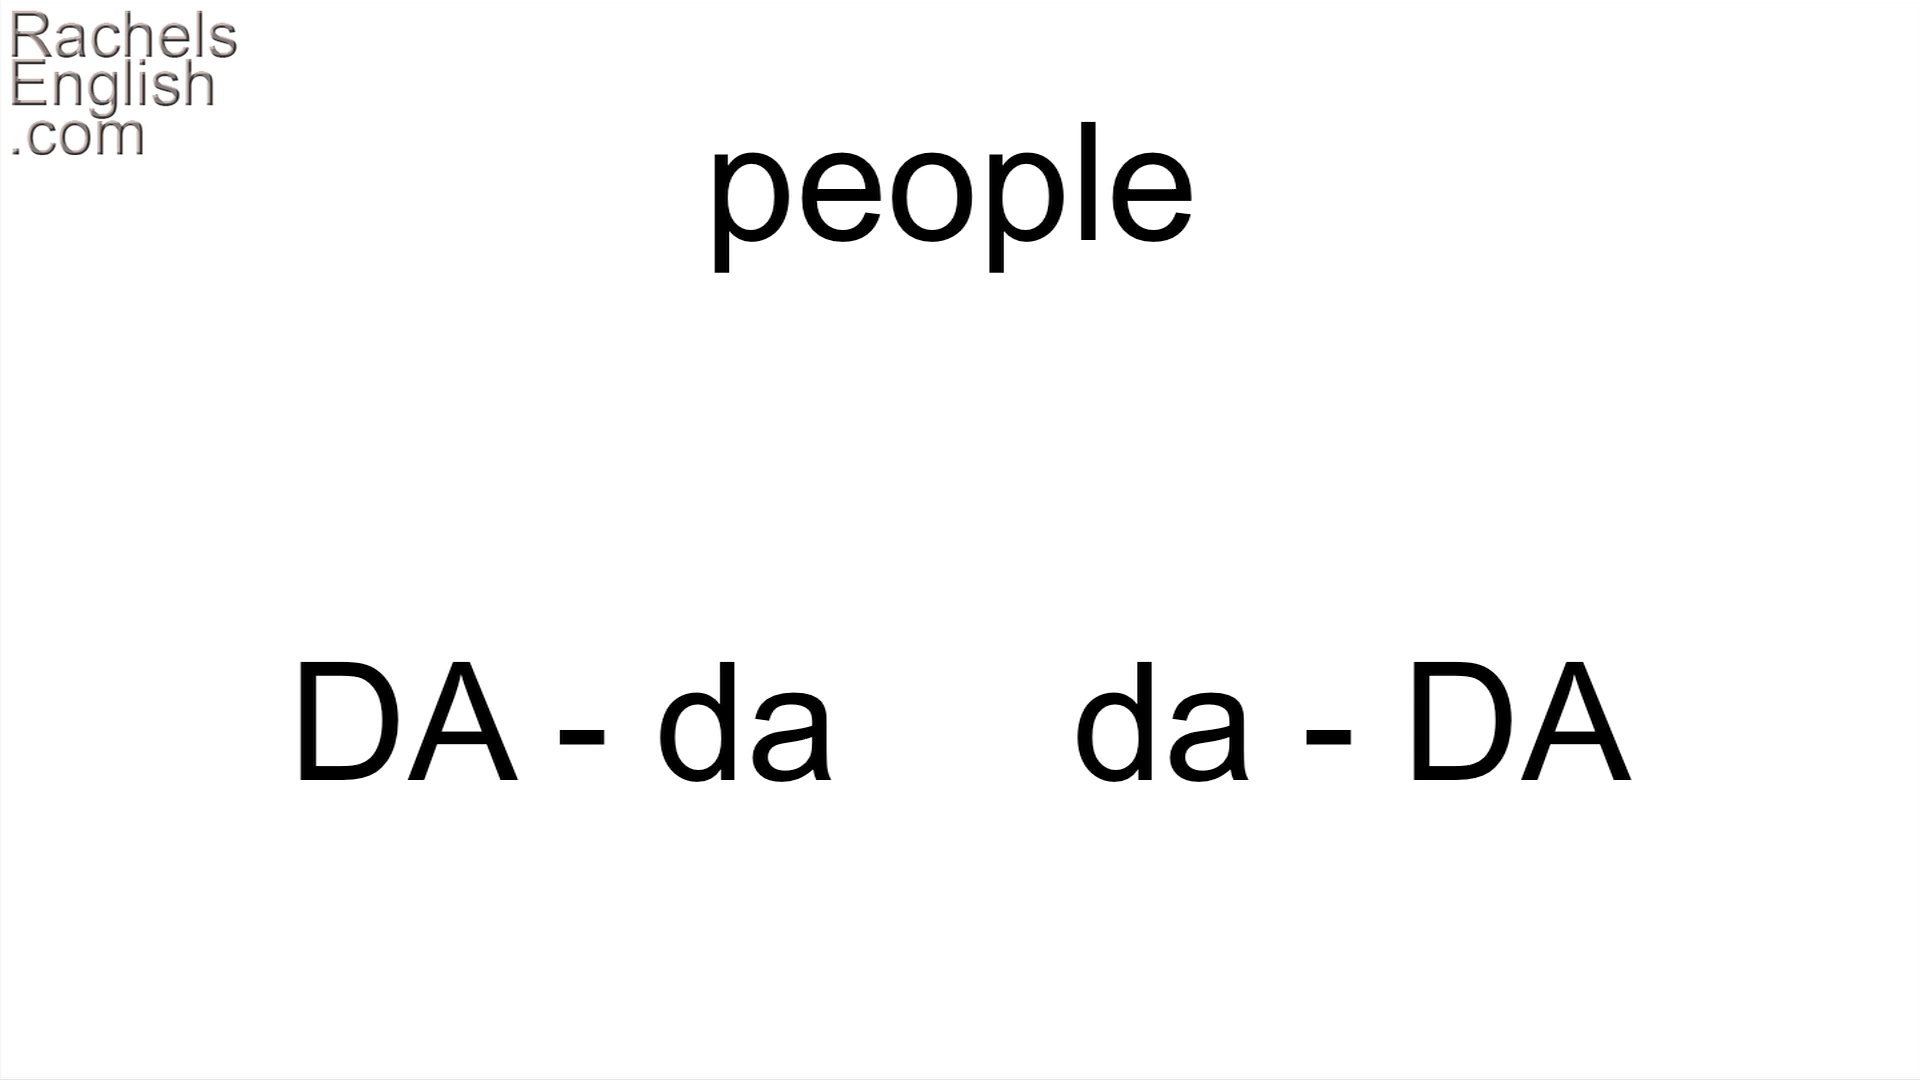 Rachels
English
.com
people
DA - da da - DA